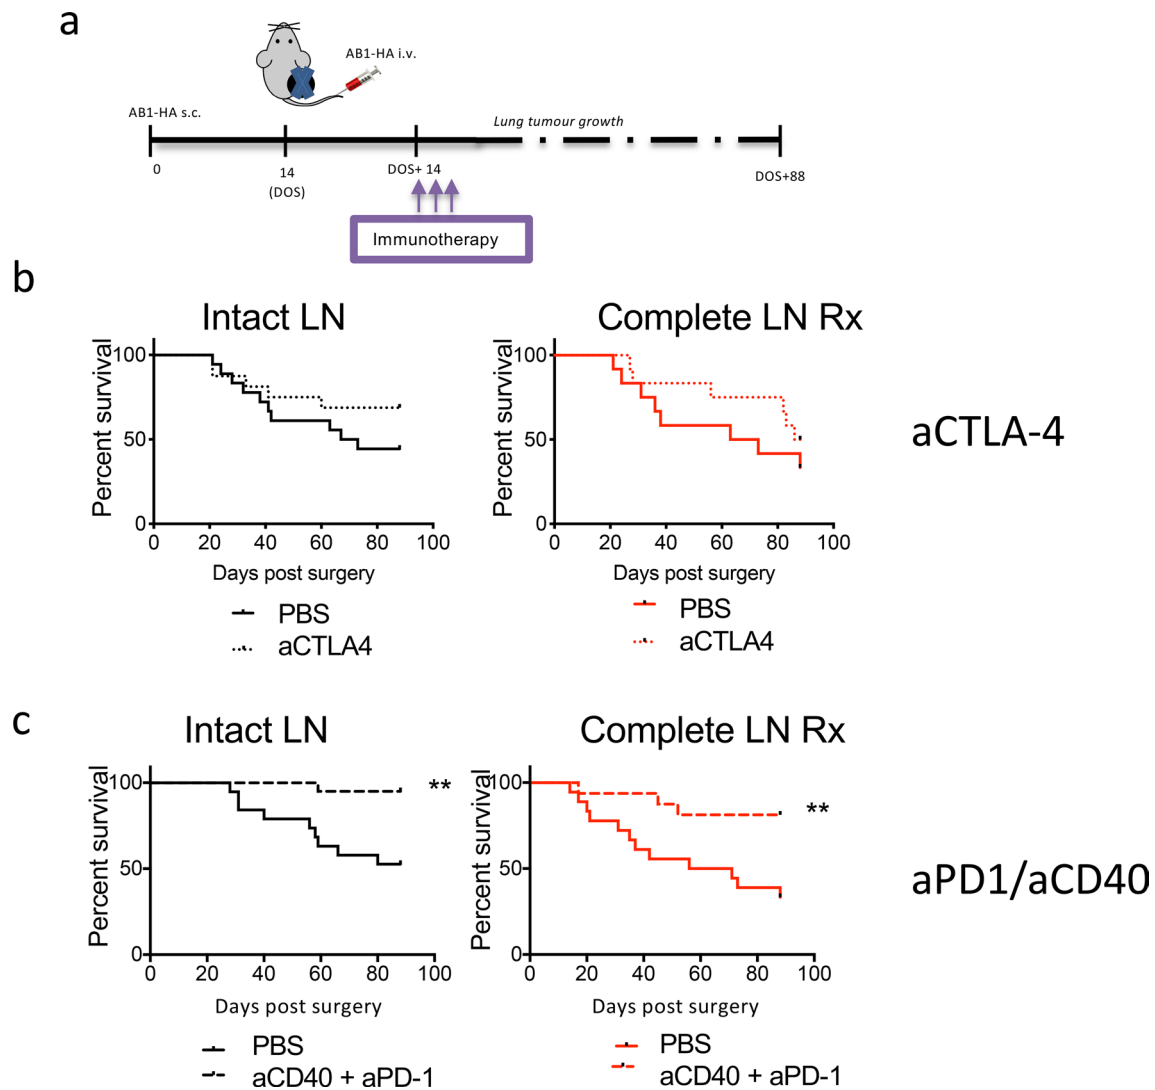 a
AB1-HA i.v.
AB1-HA s.c.
Lung tumour growth
0
14
(DOS)
DOS+ 14
DOS+88
Immunotherapy
b
Intact LN
Percent survival
100
50
0
0 20 40 60 80 100
Days post surgery
PBS
aCTLA4
Complete LN Rx
Percent survival
100
50
0
0 20 40 60 80 100
Days post surgery
PBS
aCTLA4
aCTLA-4
c
Intact LN
Percent survival
100
50
0
**
0 20 40 60 80 100
Days post surgery
PBS
aCD40 + aPD-1
Complete LN Rx
Percent survival
100
50
0
**
0 20 40 60 80 100
Days post surgery
PBS
aCD40 + aPD-1
aPD1/aCD40